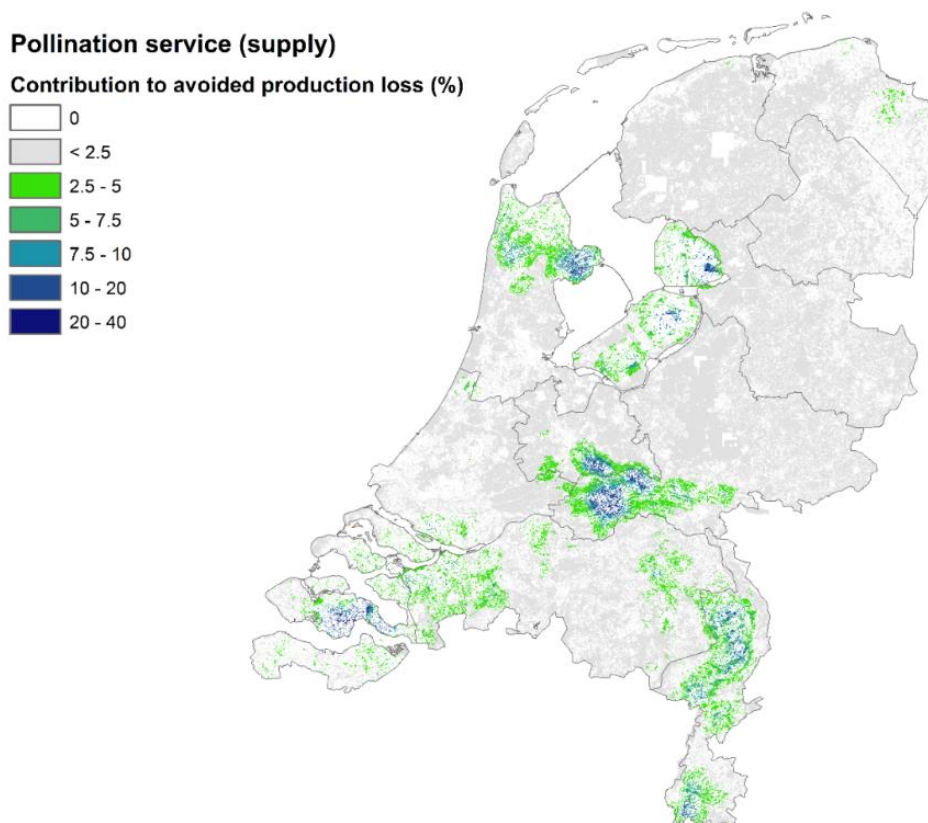 Pollination service (supply)
Contribution to avoided production loss (%)
0
< 2.5
2.5 - 5
5 - 7.5
7.5 - 10
10 - 20
20 - 40